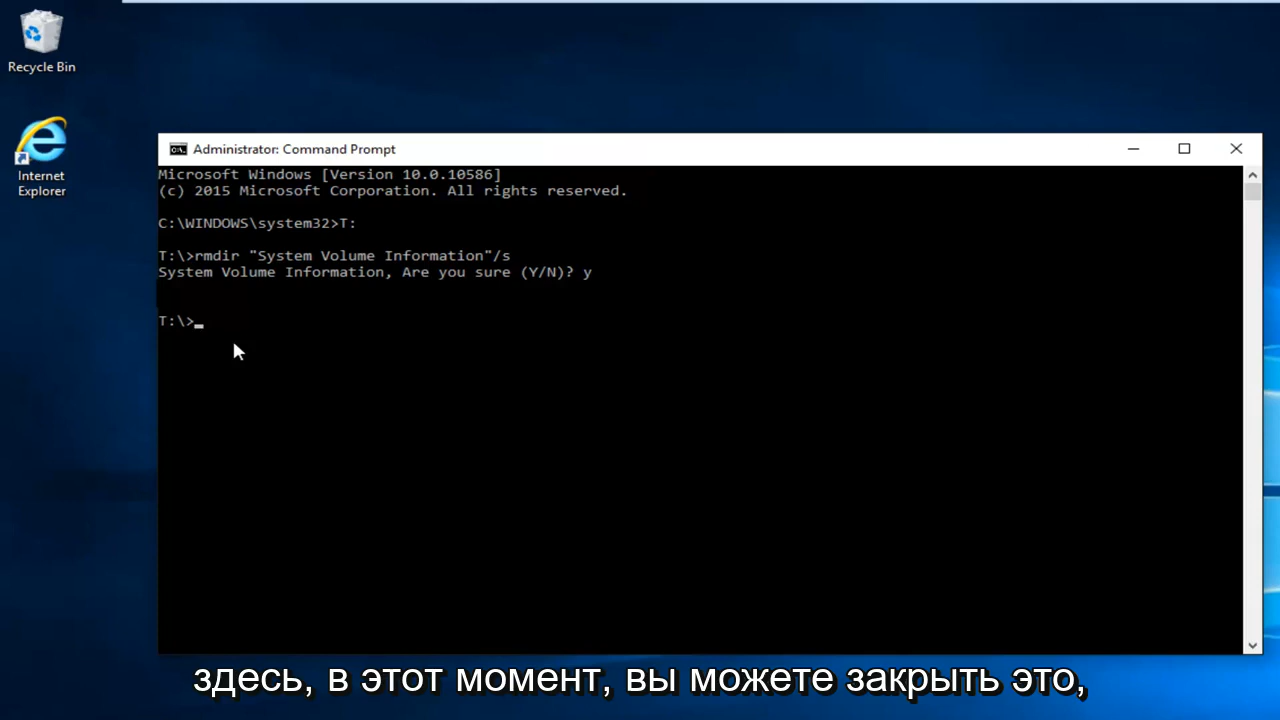 Recycle Bin
Internet
Explorer
Administrator: Command Prompt
Microsoft Windows [Version 10.0.10586]
(c) 2015 Microsoft Corporation. All rights reserved.
C:\WINDOWS\system32>T:
T:\>rmdir "System Volume Information"/s
System Volume Information, Are you sure (Y/N)? y
T:\>
здесь, в этот момент, вы можете закрыть это,